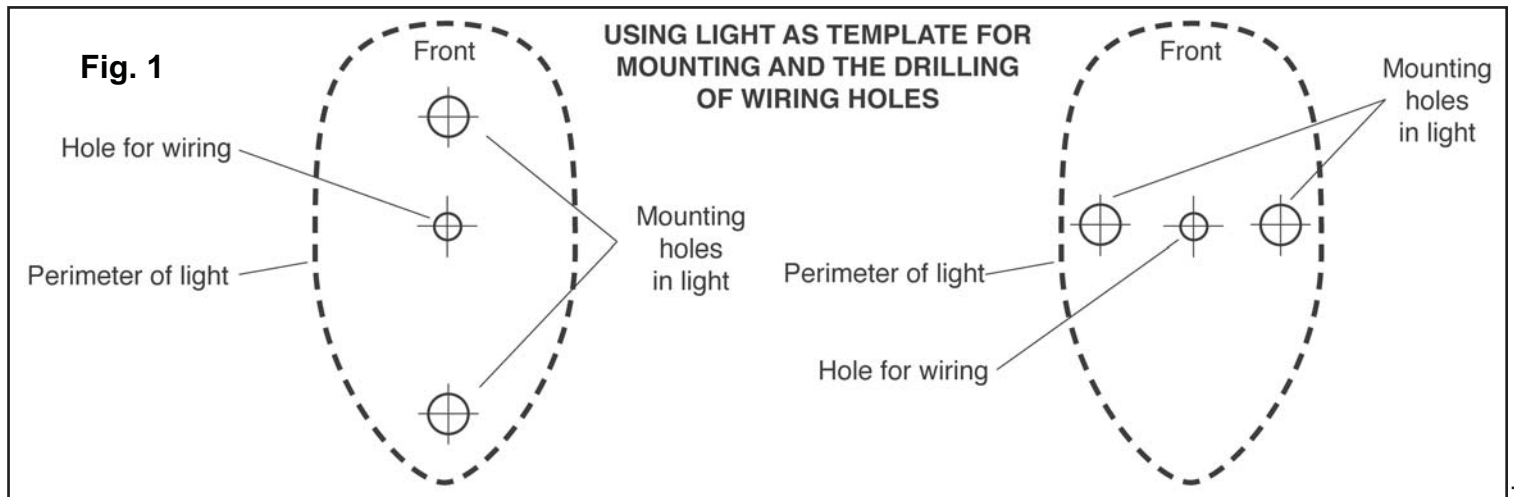 Fig. 1
Front
USING LIGHT AS TEMPLATE FOR
MOUNTING AND THE DRILLING
OF WIRING HOLES
Hole for wiring
Perimeter of light
Mounting
holes
in light
Front
Mounting
holes
in light
Perimeter of light
Hole for wiring